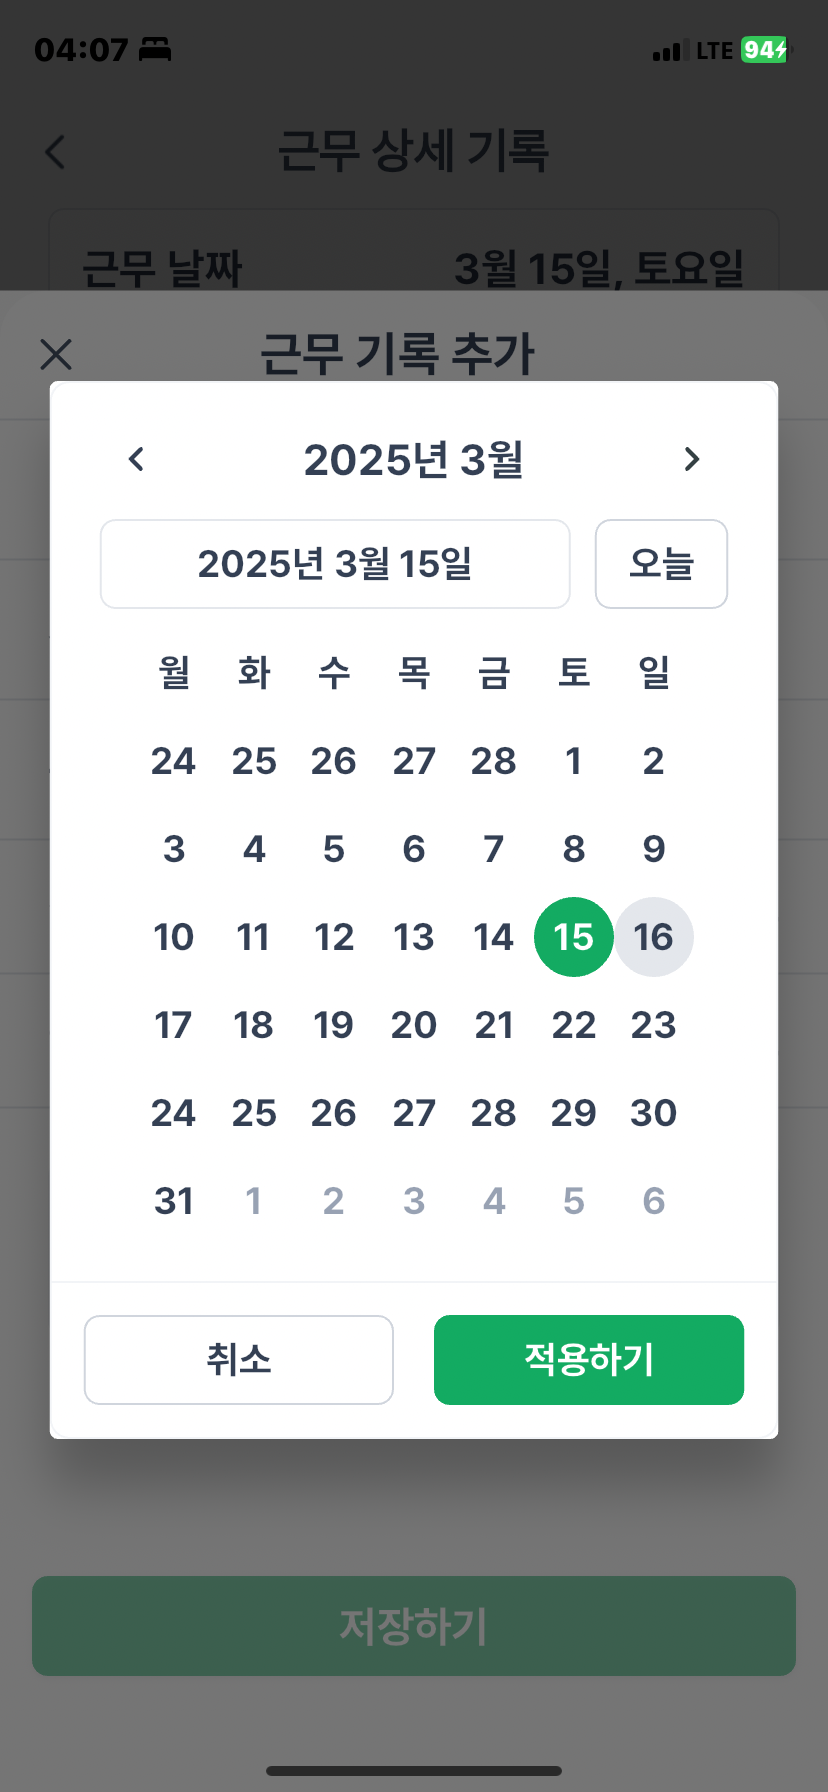 04:07 LTE 94
근무 상세 기록
근무 날짜 3월 15일, 토요일
근무 기록 추가
2025년 3월
2025년 3월 15일 오늘
월 화 수 목 금 토 일
24 25 26 27 28 1 2
3 4 5 6 7 8 9
10 11 12 13 14 15 16
17 18 19 20 21 22 23
24 25 26 27 28 29 30
31 1 2 3 4 5 6
취소 적용하기
저장하기